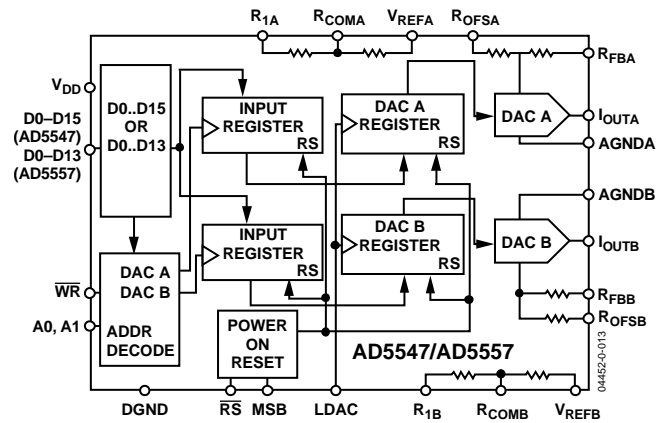 R1A RCOMA VREFA ROFSA
RFBA
VDD
D0–D15
(AD5547)
D0–D13
(AD5557)
D0..D15
OR
D0..D13
INPUT
REGISTER
RS
DAC A
REGISTER
RS
DAC A
IOUTA
AGNDA
AGNDB
INPUT
REGISTER
RS
DAC B
REGISTER
RS
DAC B
IOUTB
RFBB
ROFSB
WR
A0, A1
DAC A
DAC B
ADDR
DECODE
POWER
ON
RESET
AD5547/AD5557
04452-0-013
DGND RS MSB LDAC R1B RCOMB VREFB